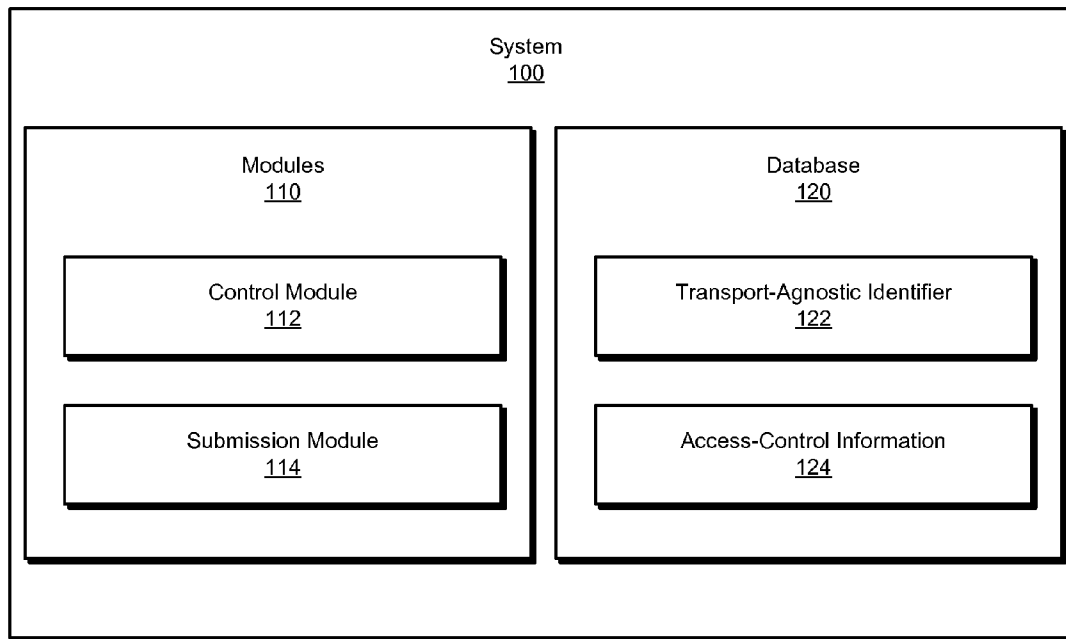 System
100
Modules
110
Control Module
112
Submission Module
114
Database
120
Transport-Agnostic Identifier
122
Access-Control Information
124